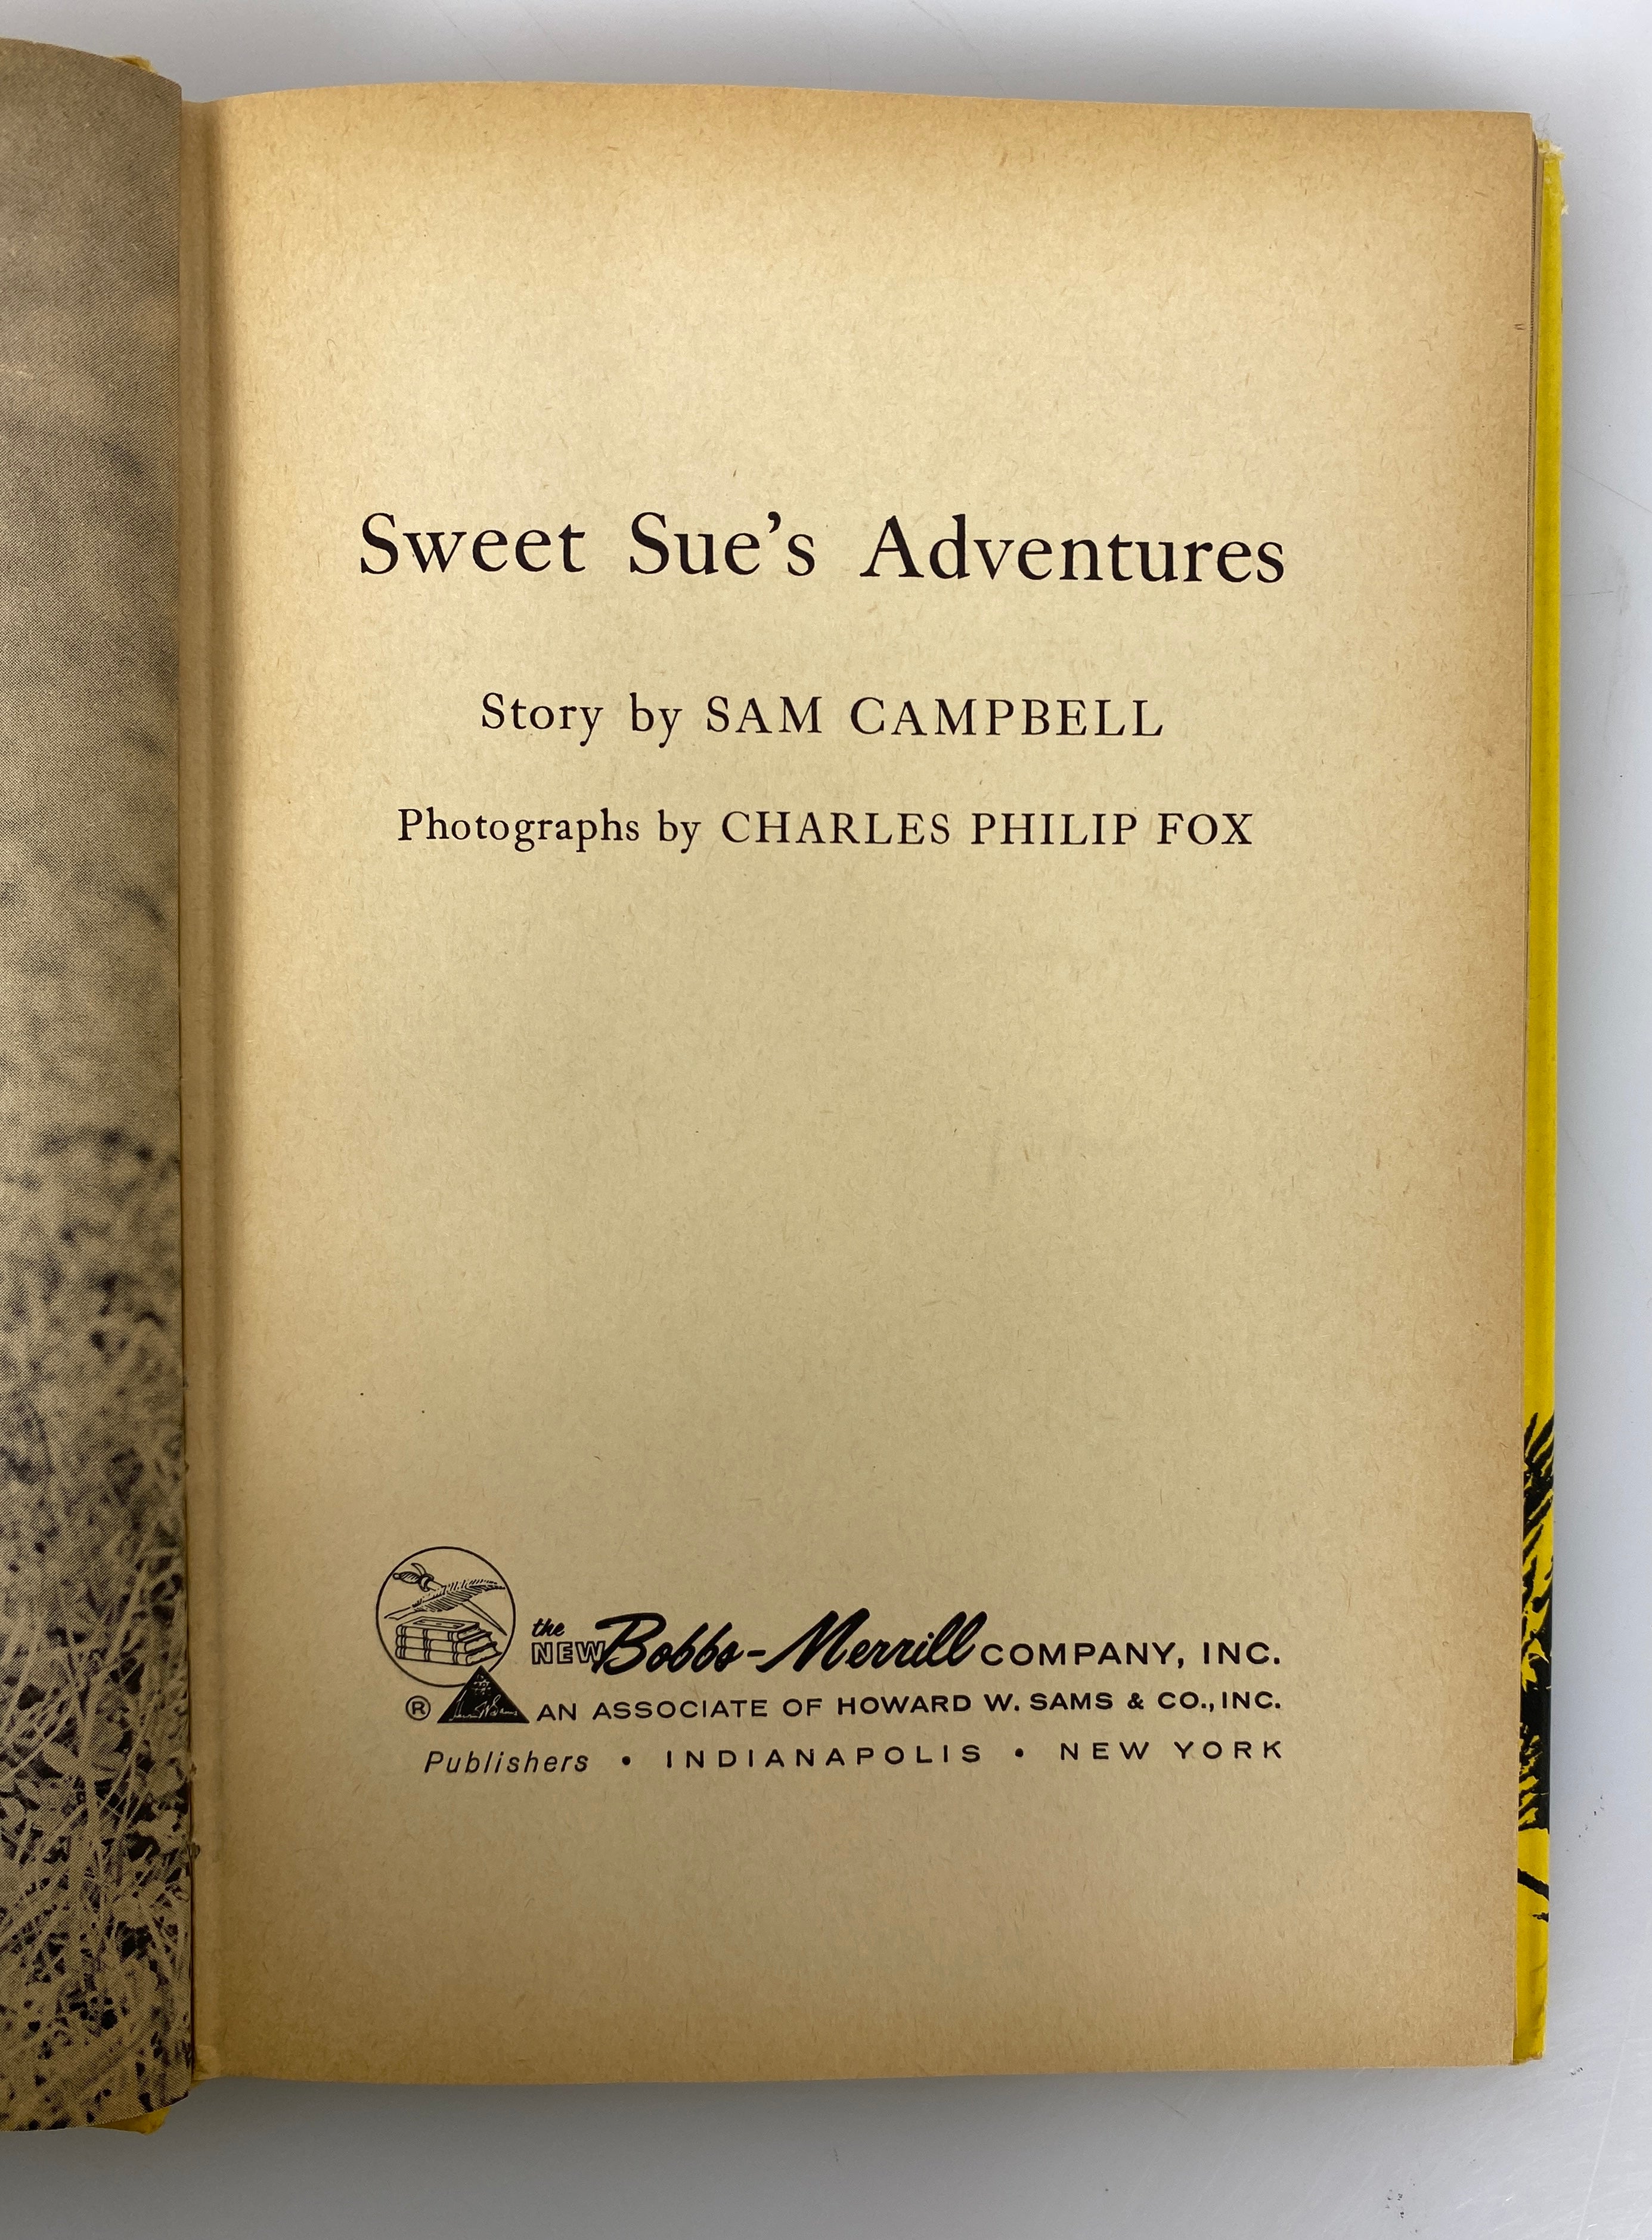 Sweet Sue’s Adventures
Story by SAM CAMPBELL
Photographs by CHARLES PHILIP FOX
the NEW Bobbs-Merrill COMPANY, INC.
® AN ASSOCIATE OF HOWARD W. SAMS & CO., INC.
Publishers • INDIANAPOLIS • NEW YORK